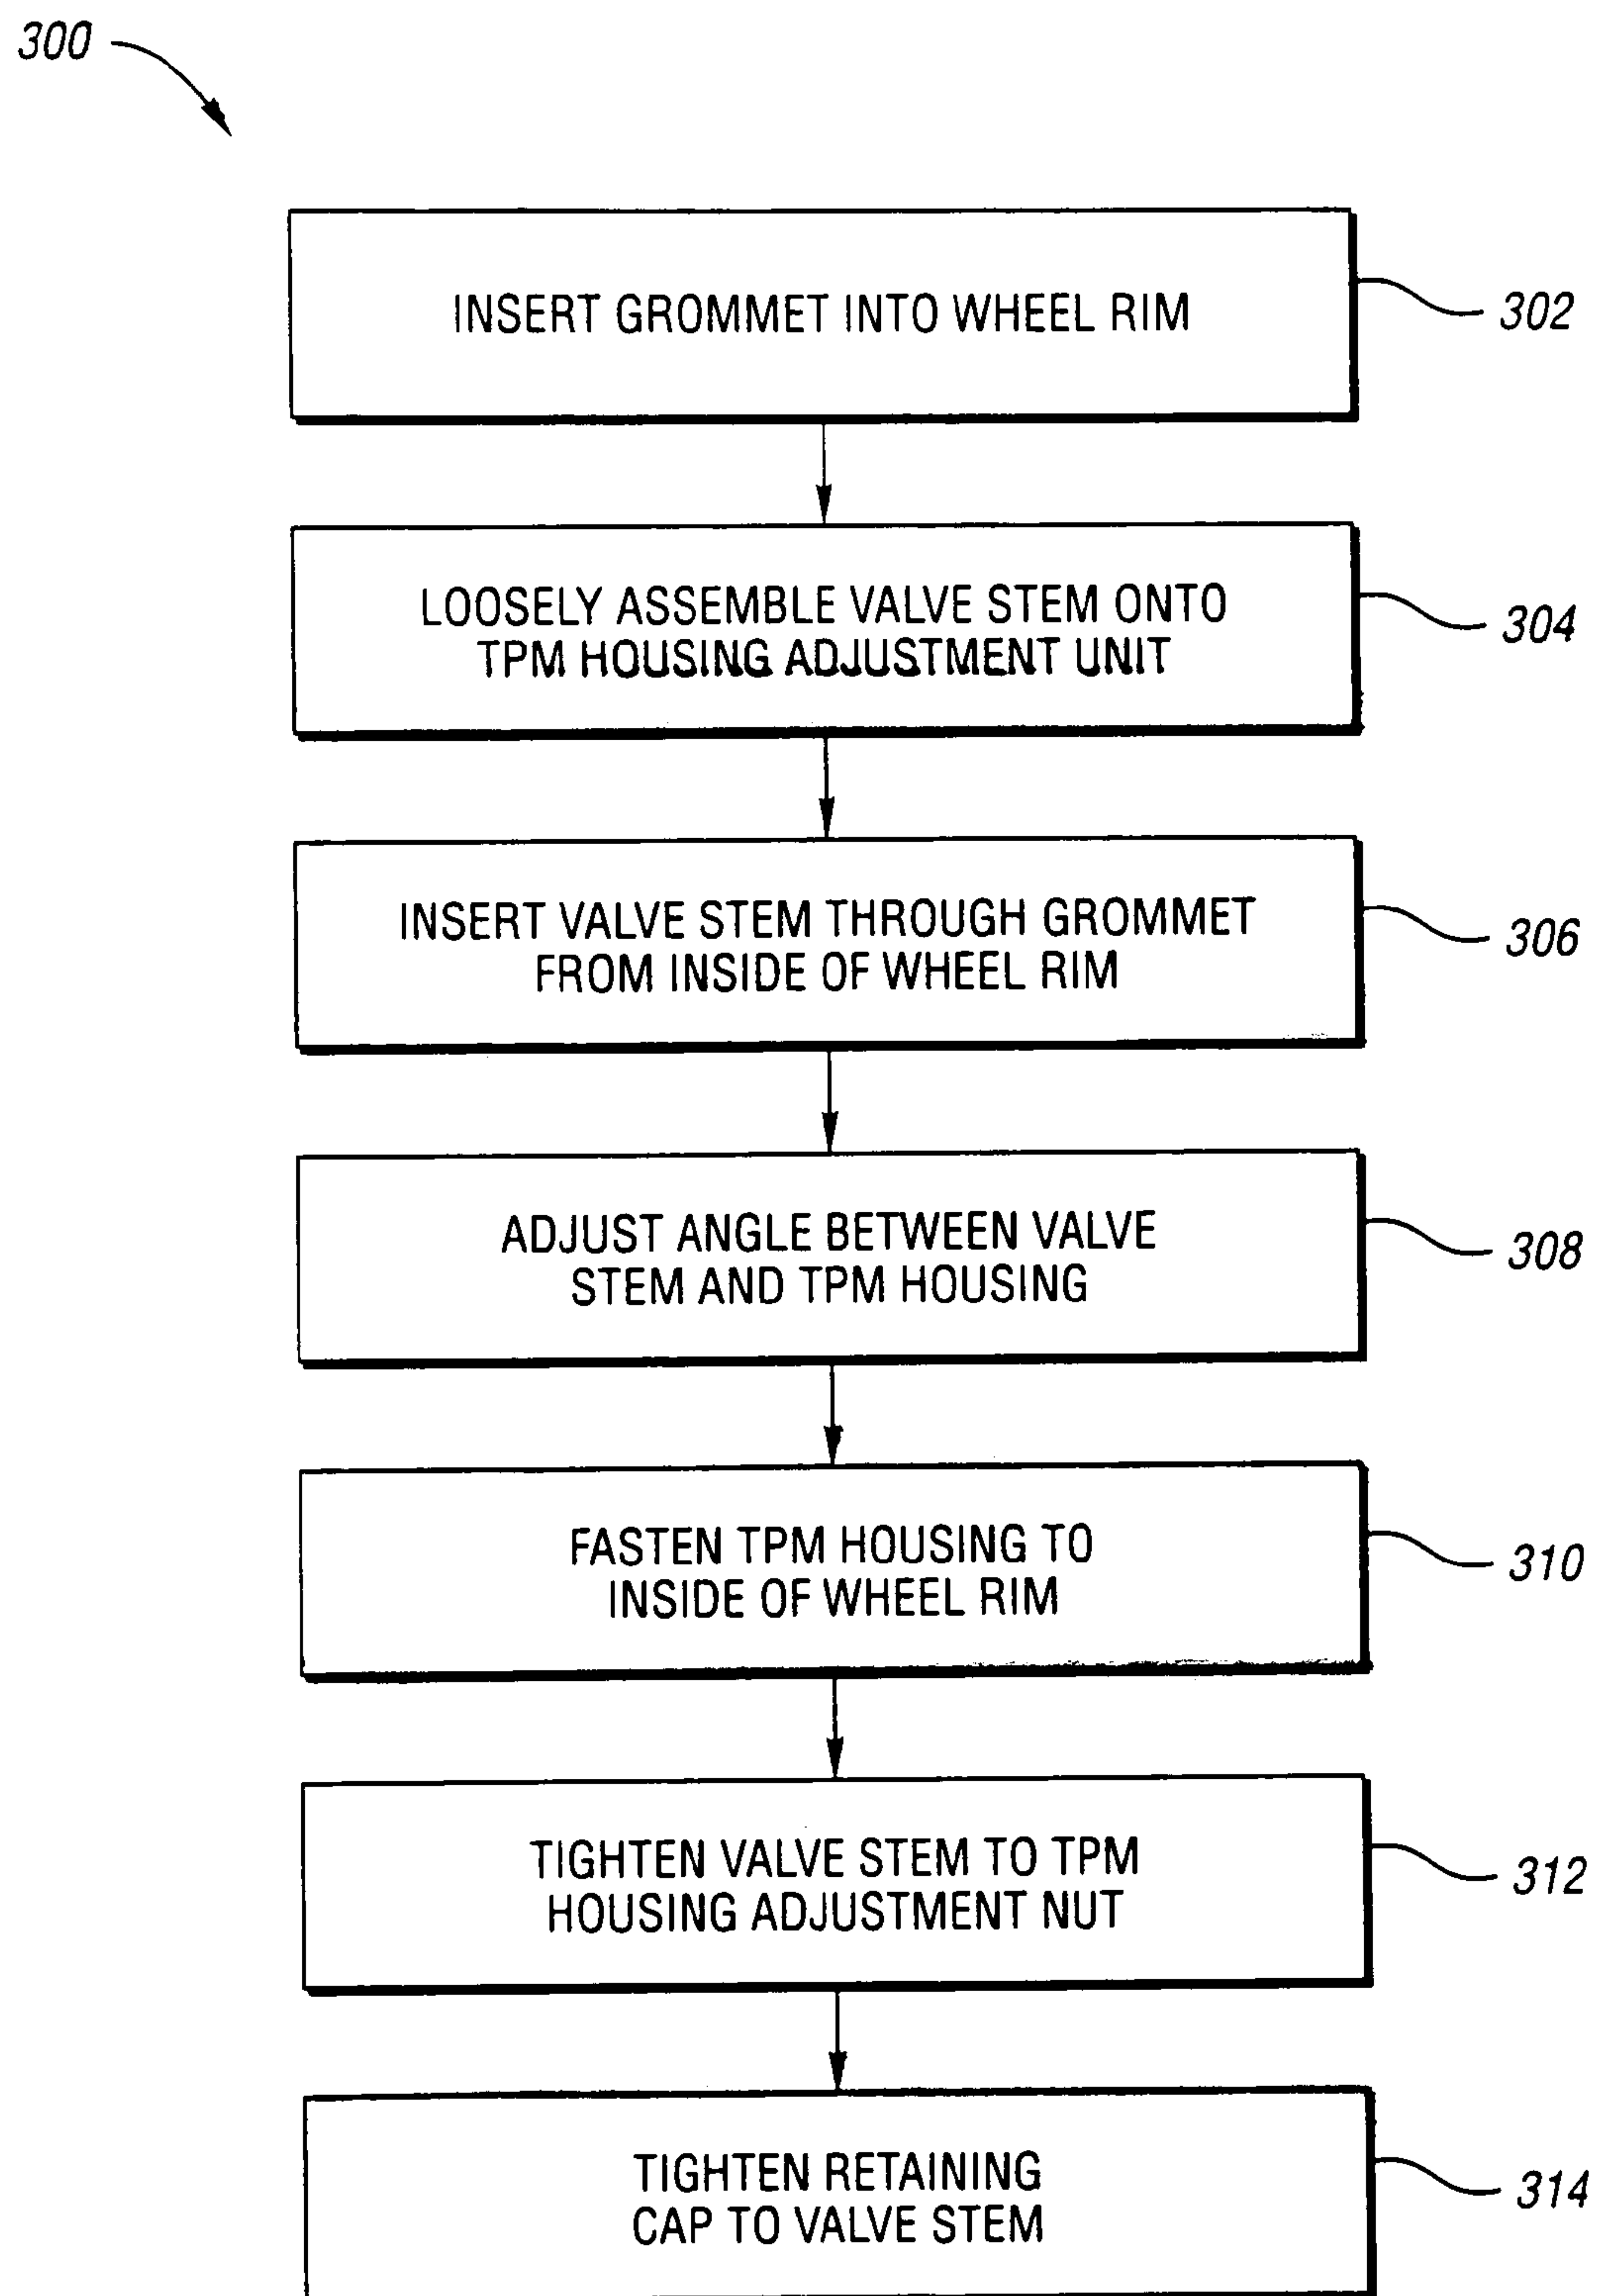 300
INSERT GROMMET INTO WHEEL RIM
302
LOOSELY ASSEMBLE VALVE STEM ONTO
TPM HOUSING ADJUSTMENT UNIT
304
INSERT VALVE STEM THROUGH GROMMET
FROM INSIDE OF WHEEL RIM
306
ADJUST ANGLE BETWEEN VALVE
STEM AND TPM HOUSING
308
FASTEN TPM HOUSING TO
INSIDE OF WHEEL RIM
310
TIGHTEN VALVE STEM TO TPM
HOUSING ADJUSTMENT NUT
312
TIGHTEN RETAINING
CAP TO VALVE STEM
314